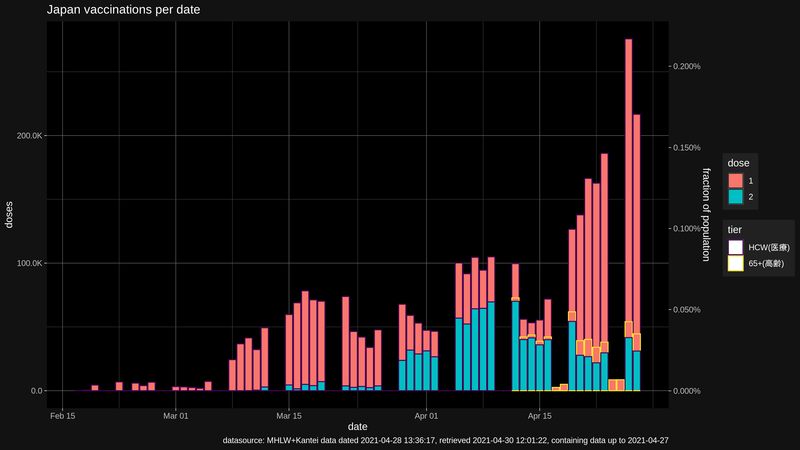 Japan vaccinations per date
doses
200.0K
100.0K
0.0
0.200%
0.150%
0.100%
0.050%
0.000%
fraction of population
dose
1
2
tier
HCW(医療)
65+(高齢)
Feb 15
Mar 01
Mar 15
Apr 01
Apr 15
date
datasource: MHLW+Kantei data dated 2021-04-28 13:36:17, retrieved 2021-04-30 12:01:22, containing data up to 2021-04-27